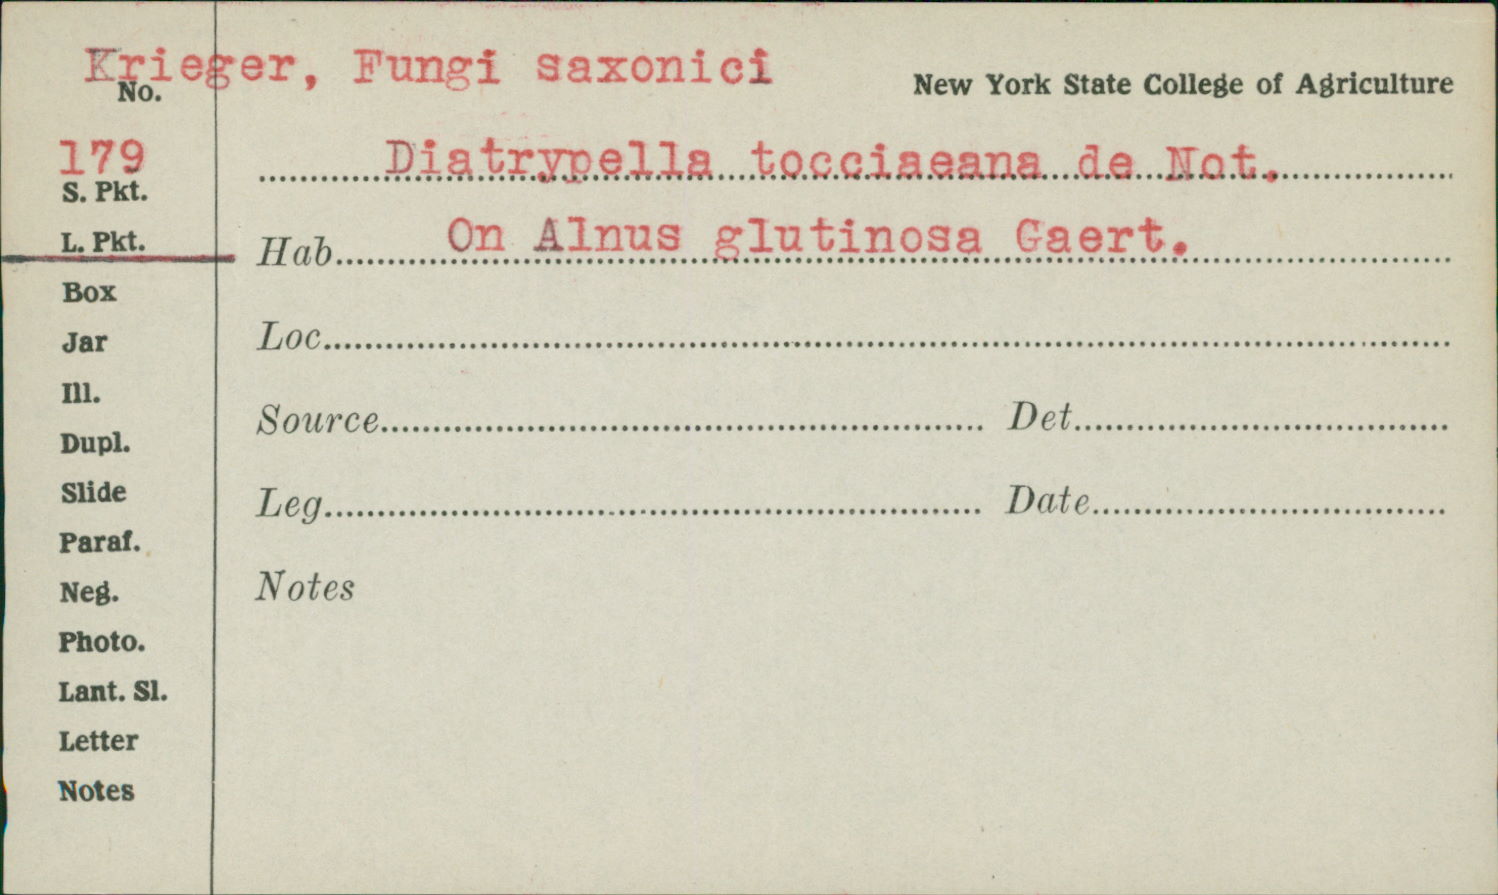 Krieger, Fungi saxonici
No.
New York State College of Agriculture
179
Diatrypella tocciaeana de Not.
S. Pkt.
L. Pkt.
Hab. On Alnus glutinosa Gaert.
Box
Jar
Loc.
Ill.
Source
Det.
Dupl.
Slide
Leg.
Date
Paraf.
Neg.
Notes
Photo.
Lant. Sl.
Letter
Notes